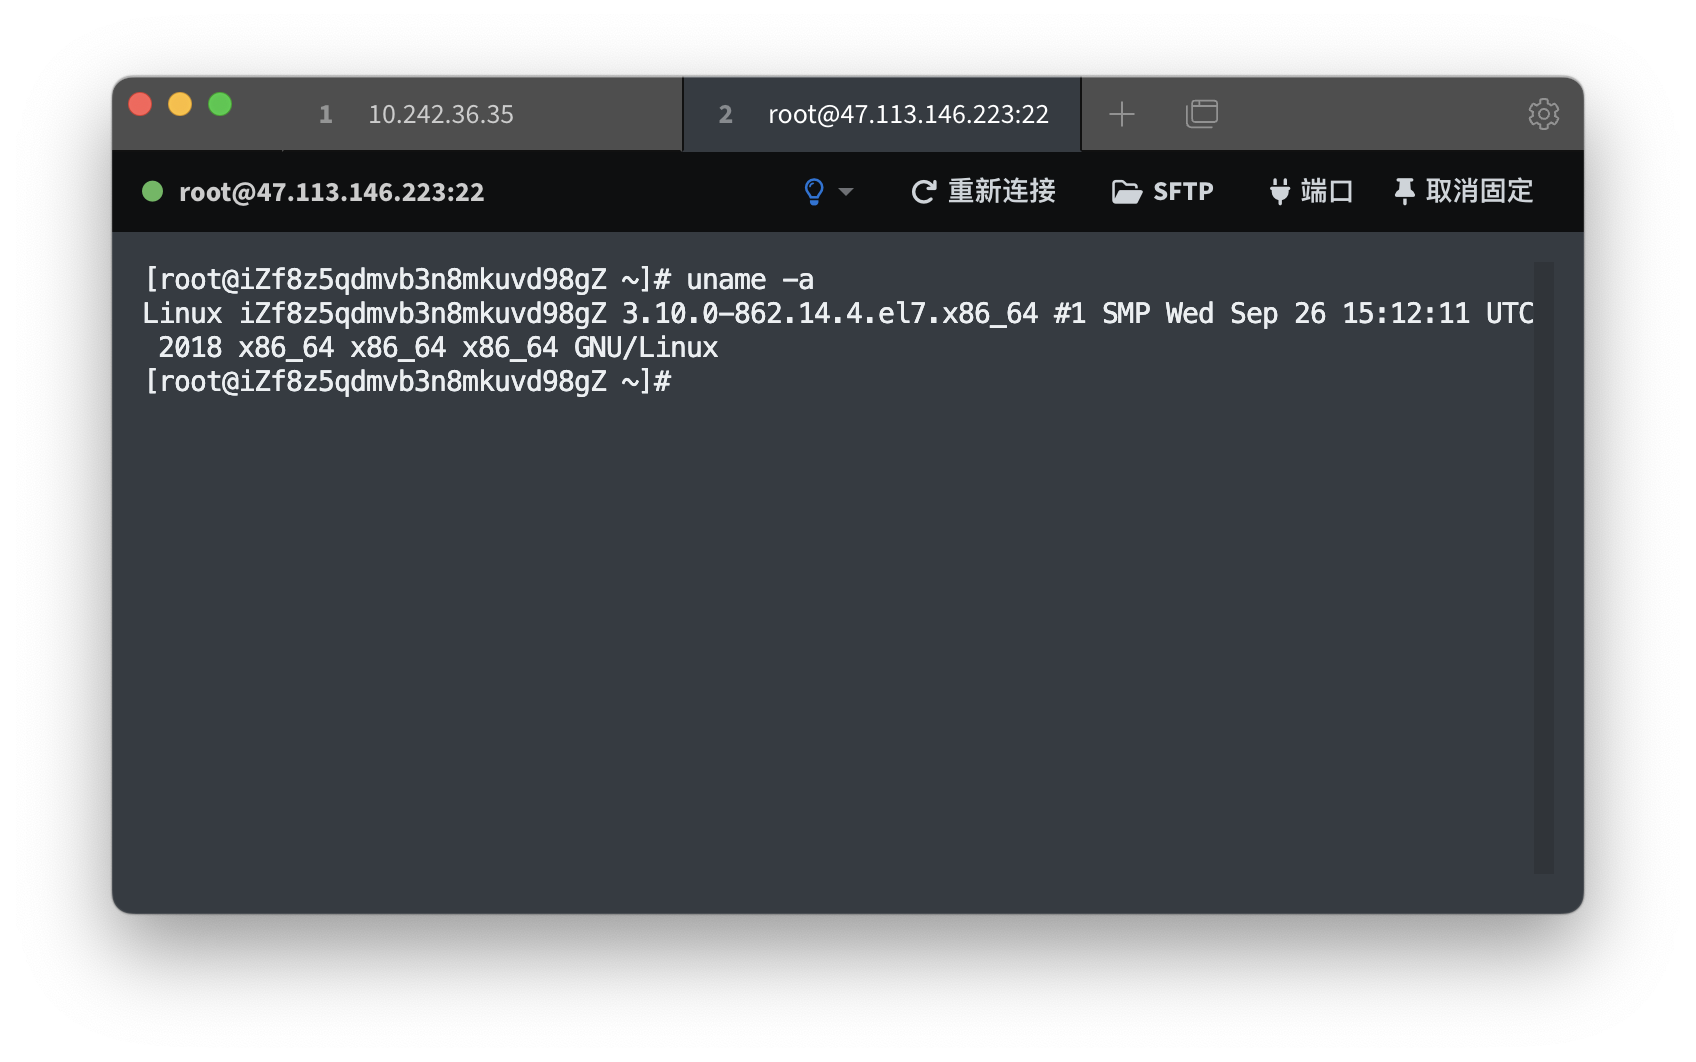 1 10.242.36.35 2 root@47.113.146.223:22
root@47.113.146.223:22 重新连接 SFTP 端口 取消固定
[root@iZf8z5qdmvb3n8mkuvd98gZ ~]# uname -a
Linux iZf8z5qdmvb3n8mkuvd98gZ 3.10.0-862.14.4.el7.x86_64 #1 SMP Wed Sep 26 15:12:11 UTC
2018 x86_64 x86_64 x86_64 GNU/Linux
[root@iZf8z5qdmvb3n8mkuvd98gZ ~]#